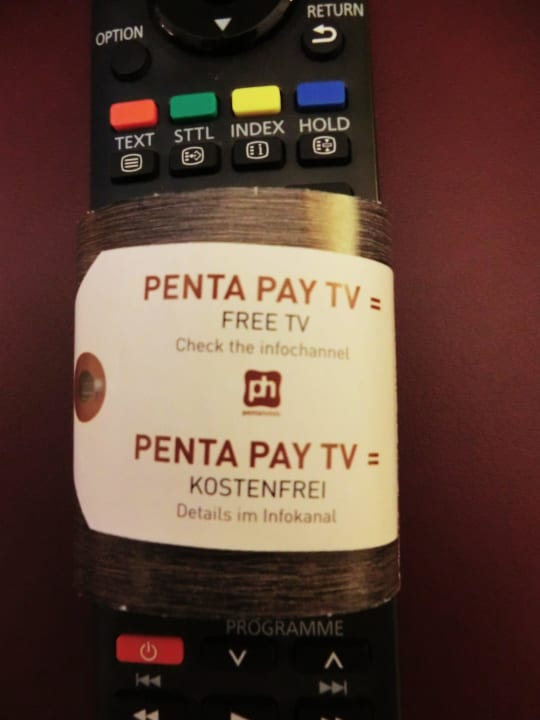 RETURN
OPTION
TEXT STTL INDEX HOLD
PENTA PAY TV =
FREE TV
Check the infochannel
ph
pentahotels
PENTA PAY TV =
KOSTENFREI
Details im Infokanal
PROGRAMME